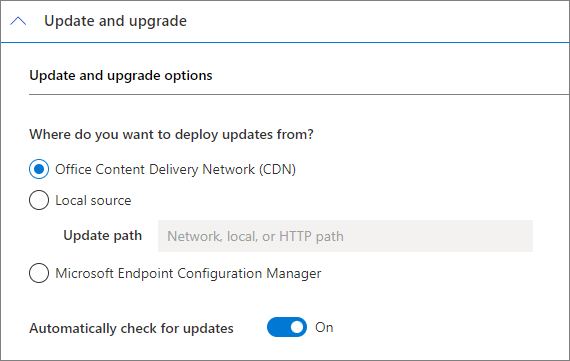 Update and upgrade
Update and upgrade options
Where do you want to deploy updates from?
Office Content Delivery Network (CDN)
Local source
Update path Network, local, or HTTP path
Microsoft Endpoint Configuration Manager
Automatically check for updates On